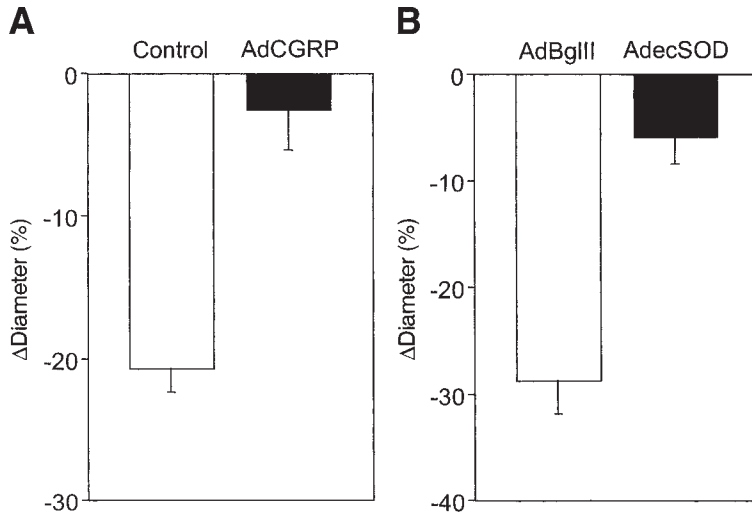 A
Control AdCGRP
0
-10
-20
-30
ΔDiameter (%)
B
AdBglII AdecSOD
0
-10
-20
-30
-40
ΔDiameter (%)